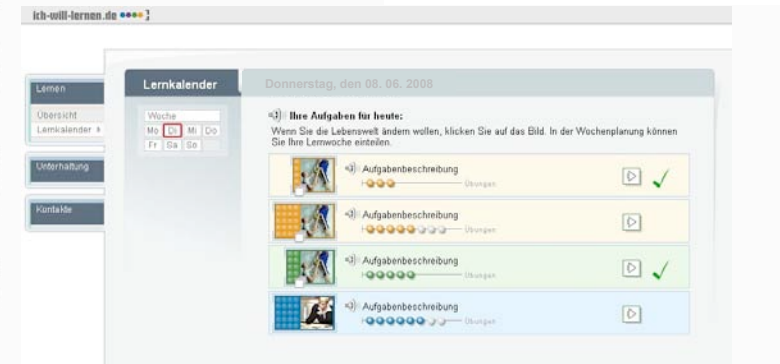 ich-will-lernen.de
Lernen
Übersicht
Lernkalender
Unterhaltung
Kontakte
Lernkalender
Woche
Mo Di Mi Do
Fr Sa So
Donnerstag, den 08. 06. 2008
Ihre Aufgaben für heute:
Wenn Sie die Lebenswelt ändern wollen, klicken Sie auf das Bild. In der Wochenplanung können
Sie Ihre Lernwoche einteilen.
Aufgabenbeschreibung
Übungen
Aufgabenbeschreibung
Übungen
Aufgabenbeschreibung
Übungen
Aufgabenbeschreibung
Übungen